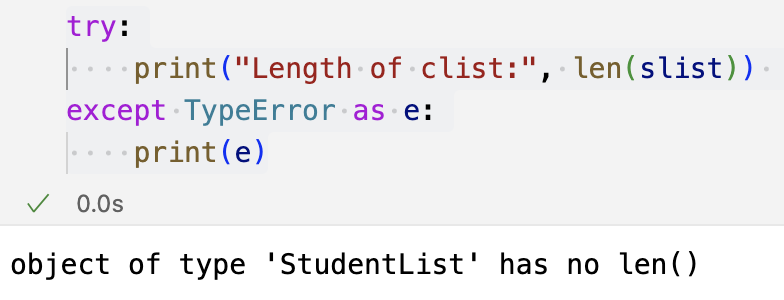 try:
    print("Length of clist:", len(slist))
except TypeError as e:
    print(e)
0.0s
object of type 'StudentList' has no len()